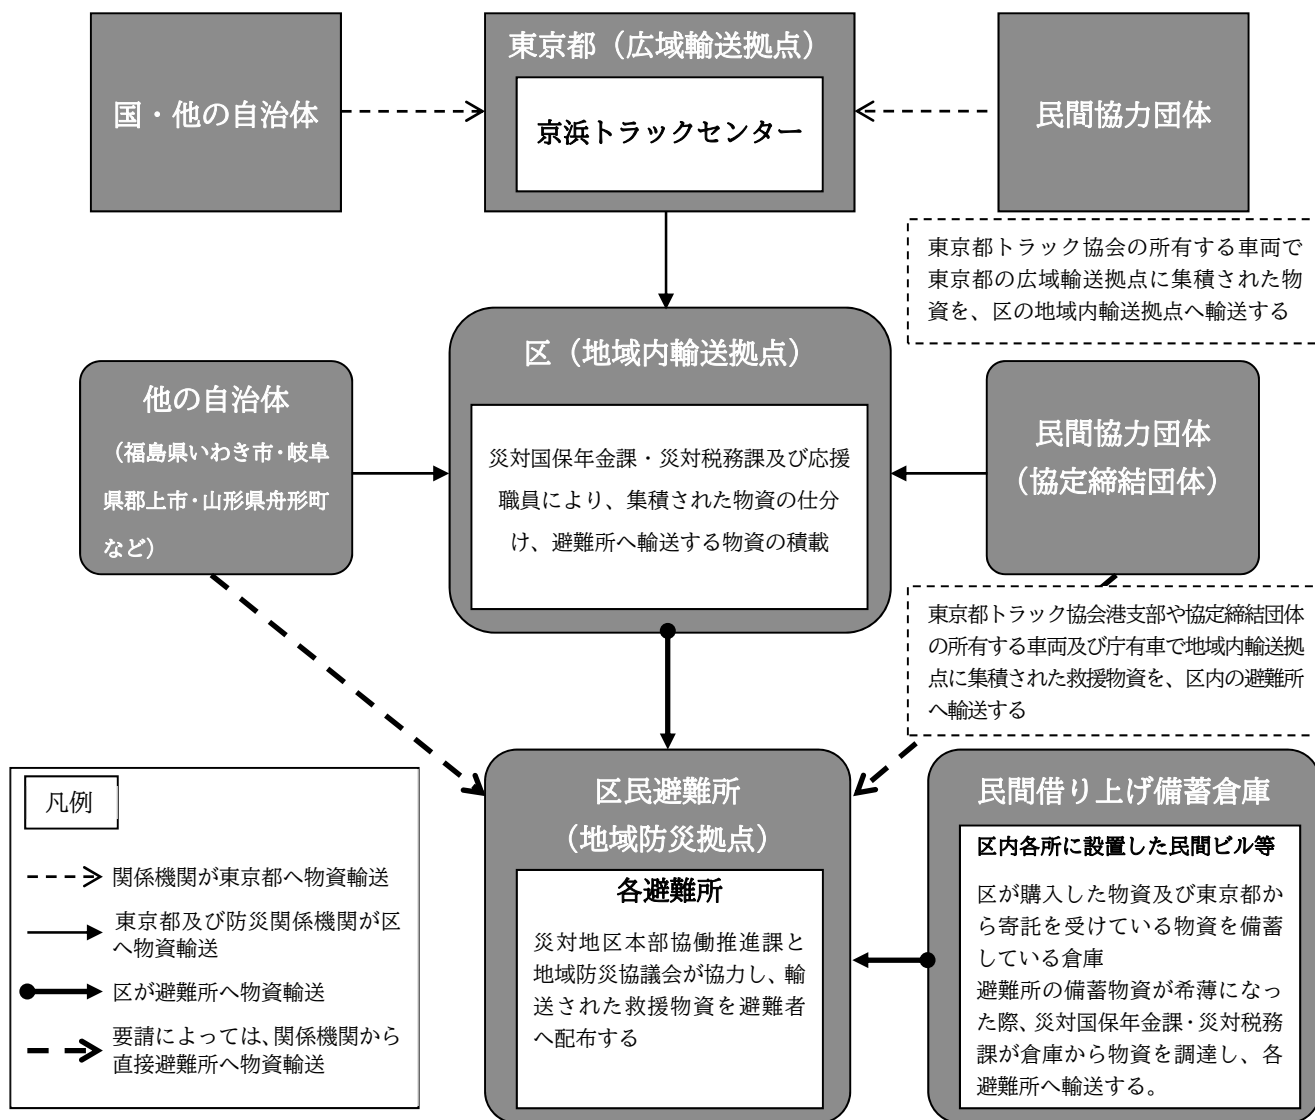 国・他の自治体
東京都（広域輸送拠点）
京浜トラックセンター
民間協力団体
東京都トラック協会の所有する車両で
東京都の広域輸送拠点に集積された物
資を、区の地域内輸送拠点へ輸送する
他の自治体
（福島県いわき市・岐阜
県郡上市・山形県舟形町
など）
区（地域内輸送拠点）
災対国保年金課・災対税務課及び応援
職員により、集積された物資の仕分
け、避難所へ輸送する物資の積載
民間協力団体
（協定締結団体）
東京都トラック協会港支部や協定締結団体
の所有する車両及び庁有車で地域内輸送拠
点に集積された救援物資を、区内の避難所
へ輸送する
凡例
関係機関が東京都へ物資輸送
東京都及び防災関係機関が区
へ物資輸送
区が避難所へ物資輸送
要請によっては、関係機関から
直接避難所へ物資輸送
区民避難所
（地域防災拠点）
各避難所
災対地区本部協働推進課と
地域防災協議会が協力し、輸
送された救援物資を避難者
へ配布する
民間借り上げ備蓄倉庫
区内各所に設置した民間ビル等
区が購入した物資及び東京都か
ら寄託を受けている物資を備蓄
している倉庫
避難所の備蓄物資が希薄になっ
た際、災対国保年金課・災対税務
課が倉庫から物資を調達し、各
避難所へ輸送する。